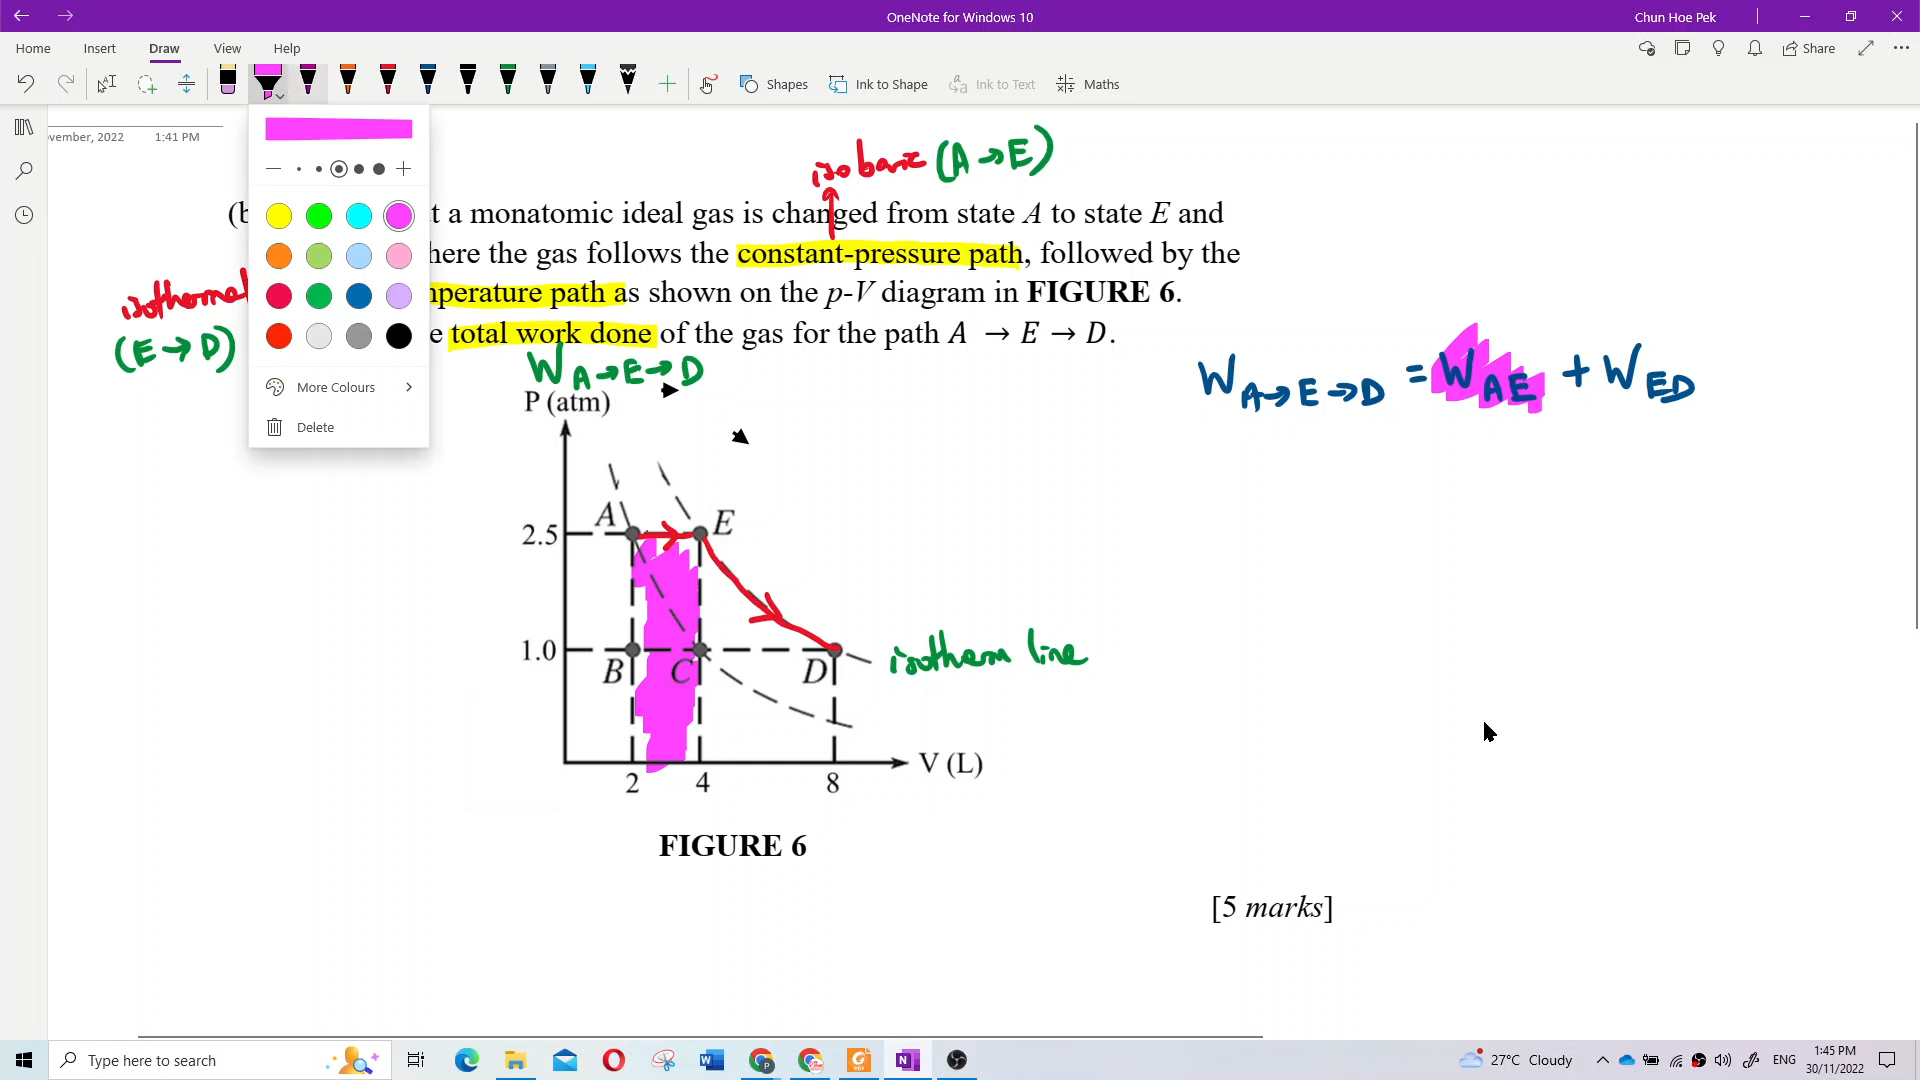 OneNote for Windows 10
Chun Hoe Pek
Home Insert Draw View Help
Share
Shapes Ink to Shape Ink to Text Maths
vember, 2022 1:41 PM
isobaric (A → E)
(b t a monatomic ideal gas is changed from state A to state E and
here the gas follows the constant-pressure path, followed by the
isothermal
nperature path as shown on the p-V diagram in FIGURE 6.
(E → D)
e total work done of the gas for the path A → E → D.
More Colours
Delete
W A→E→D
W A→E→D = W AE + W ED
P (atm)
A E
2.5
1.0
B C D
isotherm line
V (L)
2 4 8
FIGURE 6
[5 marks]
Type here to search
27°C Cloudy
ENG
1:45 PM
30/11/2022